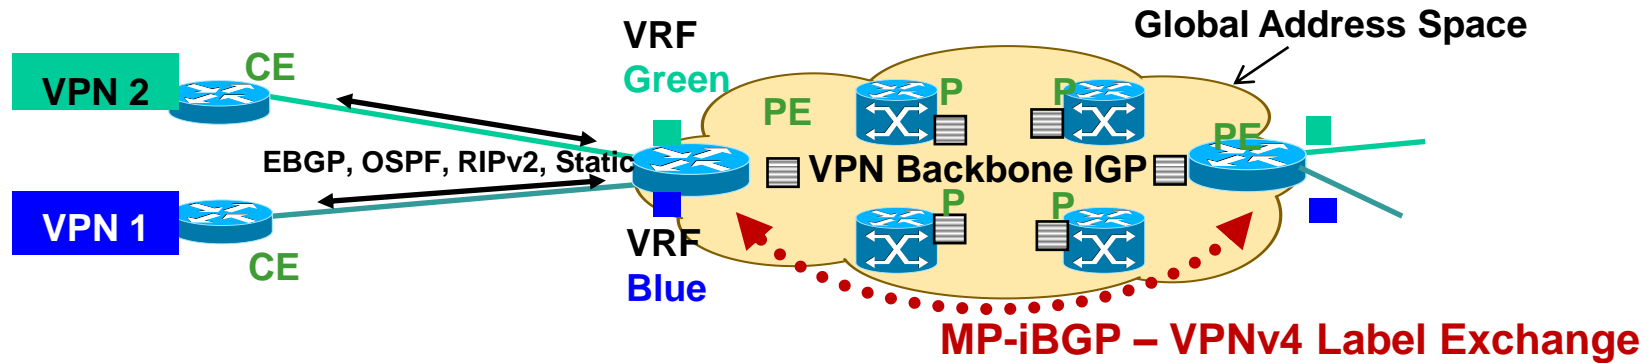 Global Address Space
VRF
Green
CE
VPN 2
PE
P
P
PE
EBGP, OSPF, RIPv2, Static
VPN Backbone IGP
VPN 1
P
P
CE
VRF
Blue
MP-iBGP – VPNv4 Label Exchange